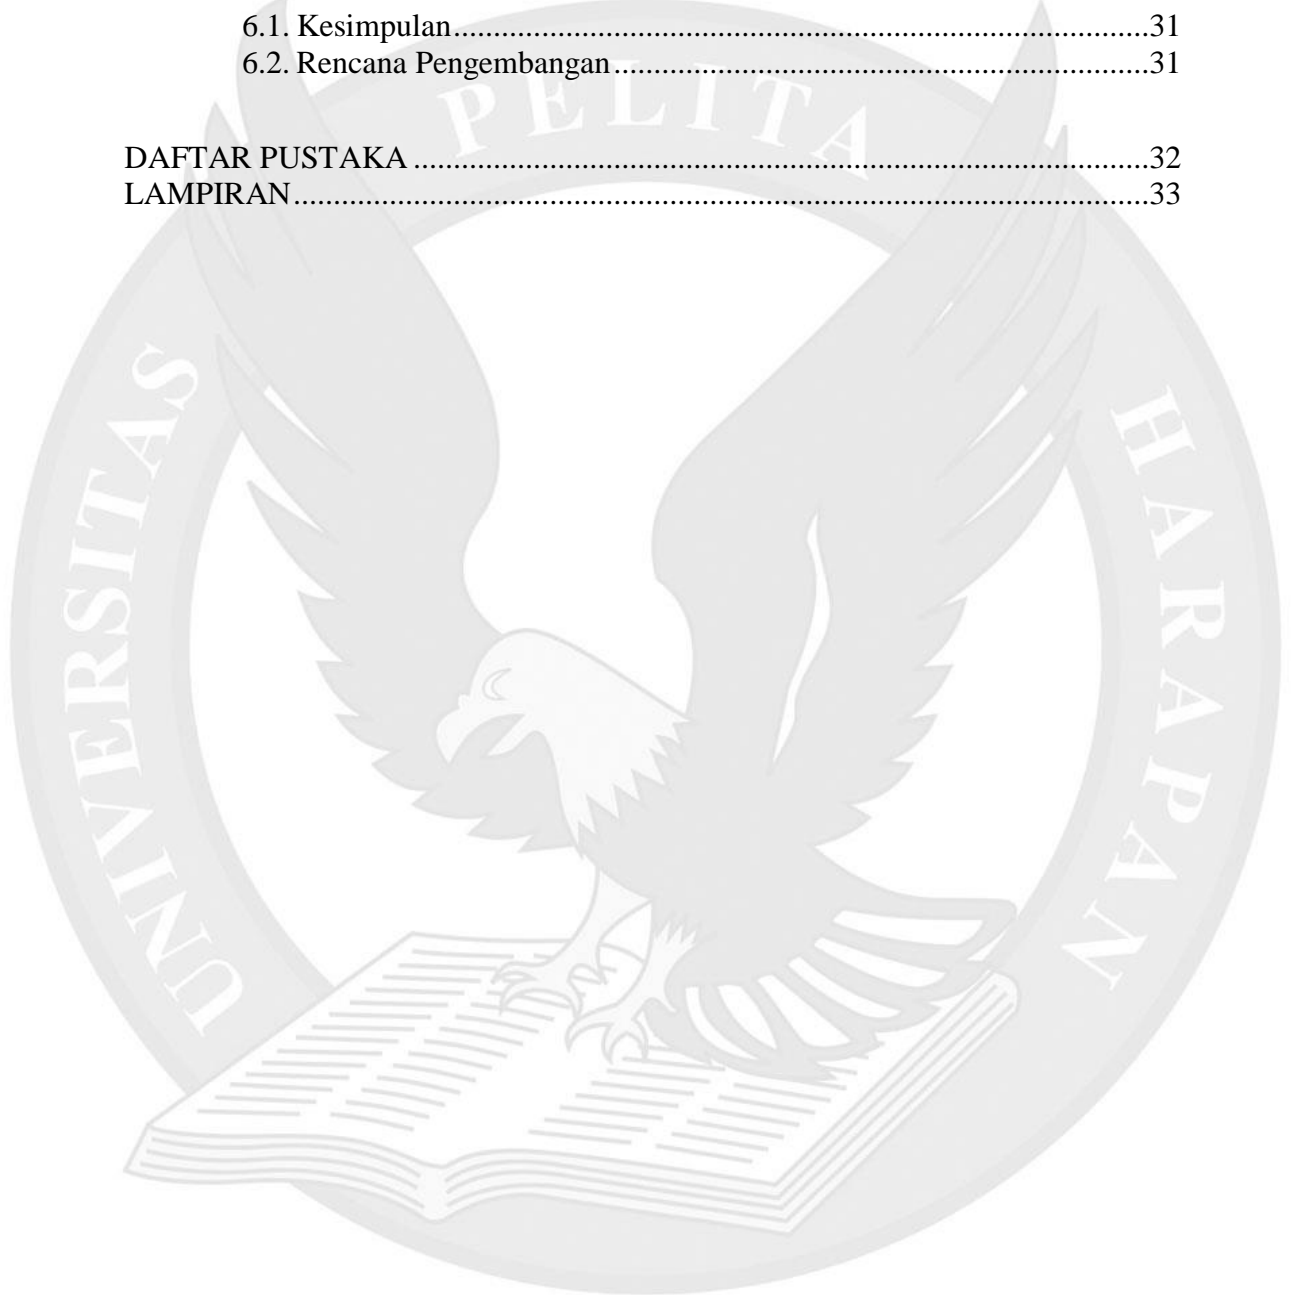 6.1. Kesimpulan.......................................................................................31
6.2. Rencana Pengembangan...................................................................31
DAFTAR PUSTAKA ............................................................................................32
LAMPIRAN...........................................................................................................33
UNIVERSITAS PELITA HARAPAN